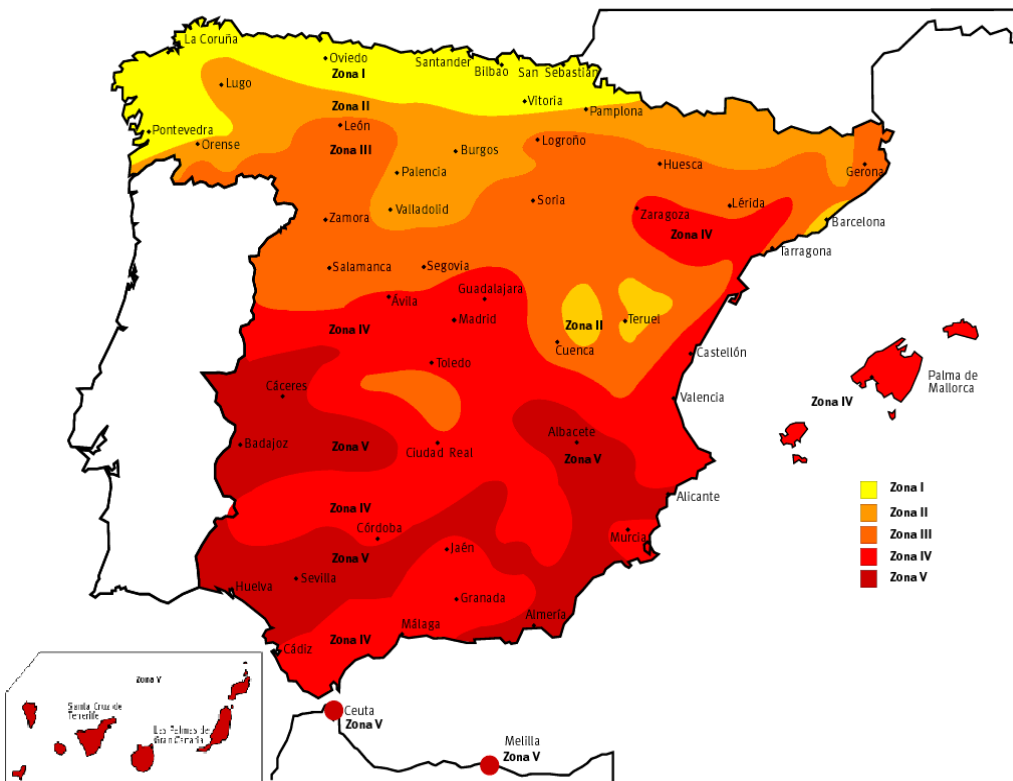 La Coruña
Oviedo
Santander
Bilbao
San Sebastián
Zona I
Lugo
Vitoria
Zona II
Pamplona
León
Pontevedra
Orense
Zona III
Burgos
Logroño
Huesca
Gerona
Palencia
Valladolid
Soria
Zaragoza
Lérida
Zamora
Barcelona
Zona IV
Tarragona
Salamanca
Segovia
Guadalajara
Ávila
Madrid
Zona IV
Zona II
Teruel
Cuenca
Castellón
Toledo
Palma de
Mallorca
Cáceres
Valencia
Zona IV
Badajoz
Zona V
Ciudad Real
Albacete
Zona V
Alicante
Zona I
Zona II
Zona III
Zona IV
Zona V
Zona IV
Córdoba
Murcia
Jaén
Zona V
Sevilla
Huelva
Granada
Almería
Málaga
Zona IV
Cádiz
Zona V
Santa Cruz de
Tenerife
Las Palmas de
Gran Canaria
Ceuta
Zona V
Melilla
Zona V